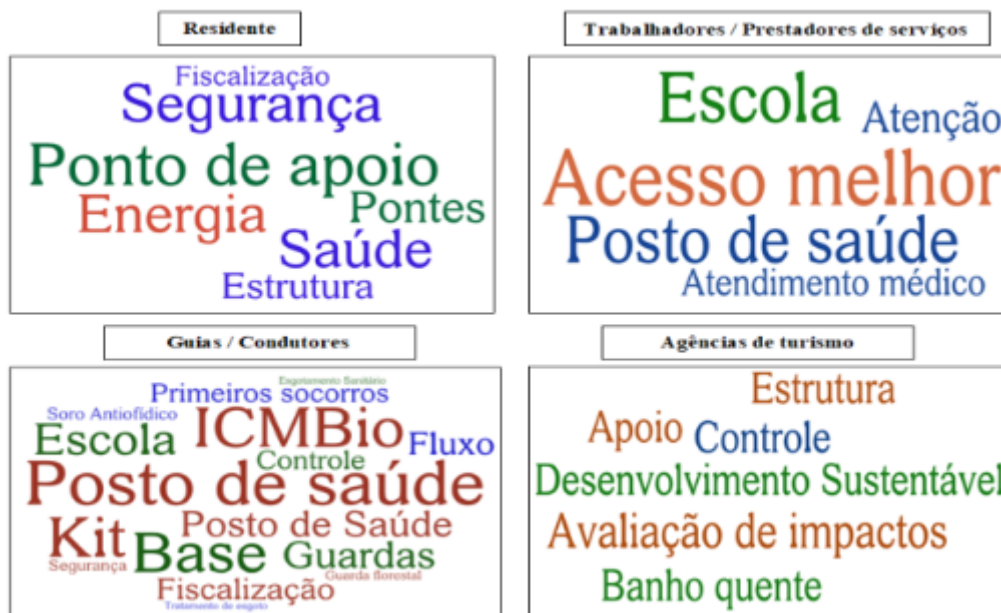 Residente
Fiscalização
Segurança
Ponto de apoio
Energia
Pontes
Saúde
Estrutura
Trabalhadores / Prestadores de serviços
Escola
Atenção
Acesso melhor
Posto de saúde
Atendimento médico
Guias / Condutores
Esgotamento Sanitário
Primeiros socorros
Soro Antiofídico
ICMBio
Escola
Fluxo
Controle
Posto de saúde
Kit
Posto de Saúde
Base
Guardas
Segurança
Guarda florestal
Fiscalização
Tratamento de esgoto
Agências de turismo
Estrutura
Apoio
Controle
Desenvolvimento Sustentável
Avaliação de impactos
Banho quente